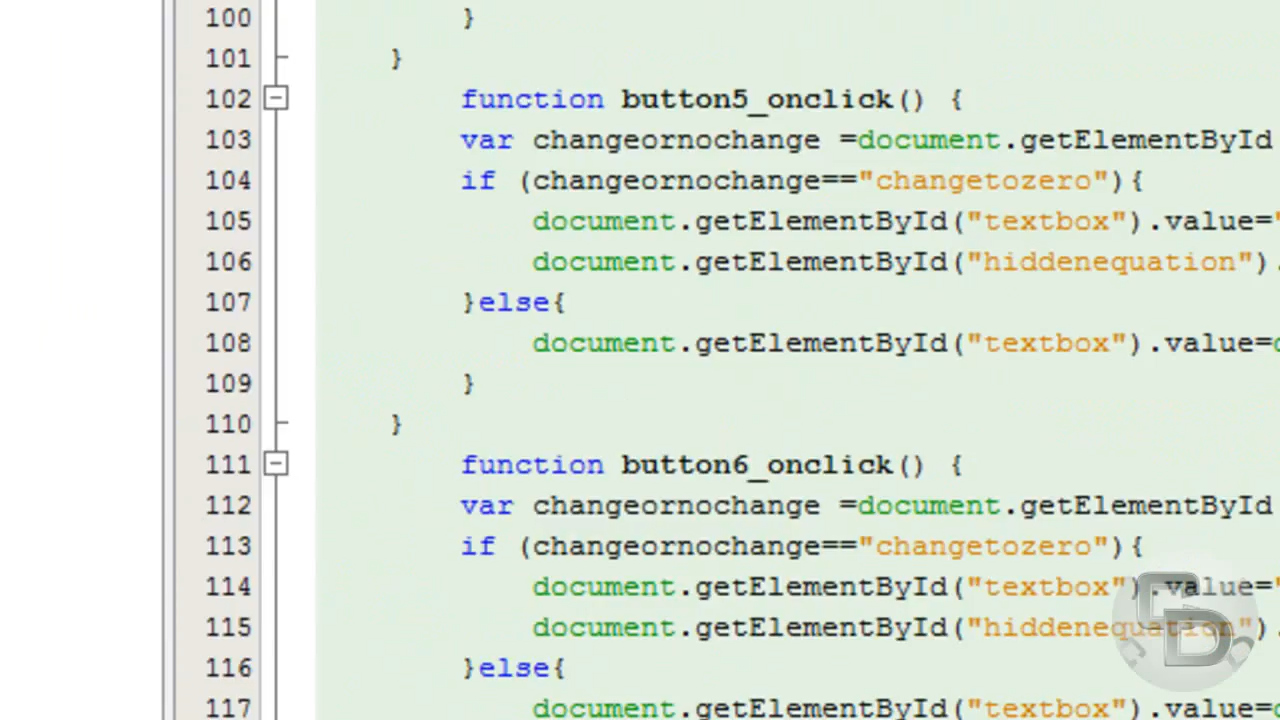 100 }
101 }
102 function button5_onclick() {
103 var changeornochange =document.getElementById
104 if (changeornochange=="changetozero"){
105 document.getElementById("textbox").value="
106 document.getElementById("hiddenequation").
107 }else{
108 document.getElementById("textbox").value=d
109 }
110 }
111 function button6_onclick() {
112 var changeornochange =document.getElementById
113 if (changeornochange=="changetozero"){
114 document.getElementById("textbox").value="
115 document.getElementById("hiddenequation").
116 }else{
117 document.getElementById("textbox").value=d